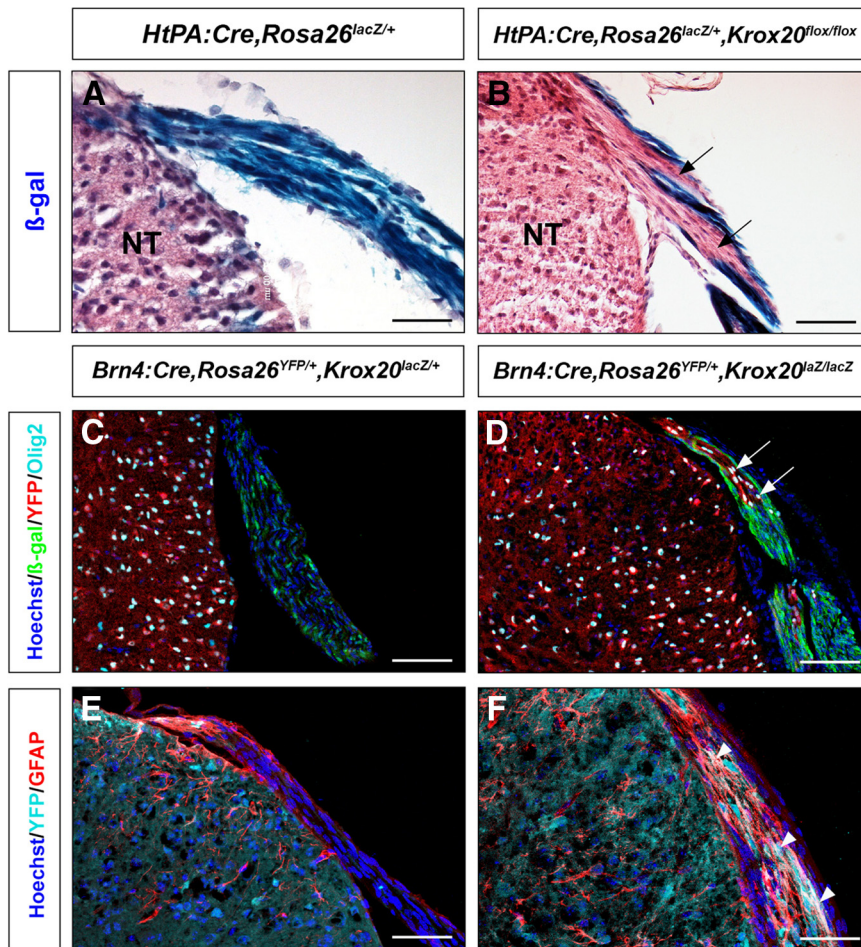 HtPA:Cre,Rosa26lacZ/+
HtPA:Cre,Rosa26lacZ/+,Krox20flox/flox
ß-gal
A
NT
B
NT
Brn4:Cre,Rosa26YFP/+,Krox20lacZ/+
Brn4:Cre,Rosa26YFP/+,Krox20laZ/lacZ
Hoechst/ß-gal/YFP/Olig2
C
D
Hoechst/YFP/GFAP
E
F